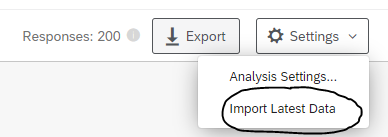 Responses: 200
Export
Settings
Analysis Settings...
Import Latest Data